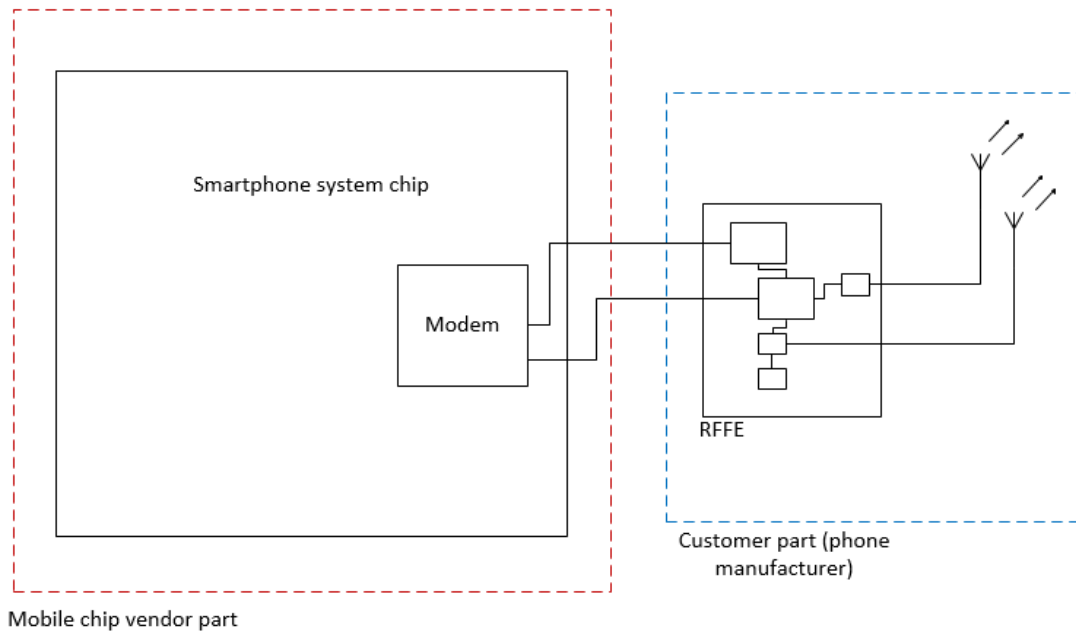 Smartphone system chip
Modem
RFFE
Customer part (phone
manufacturer)
Mobile chip vendor part